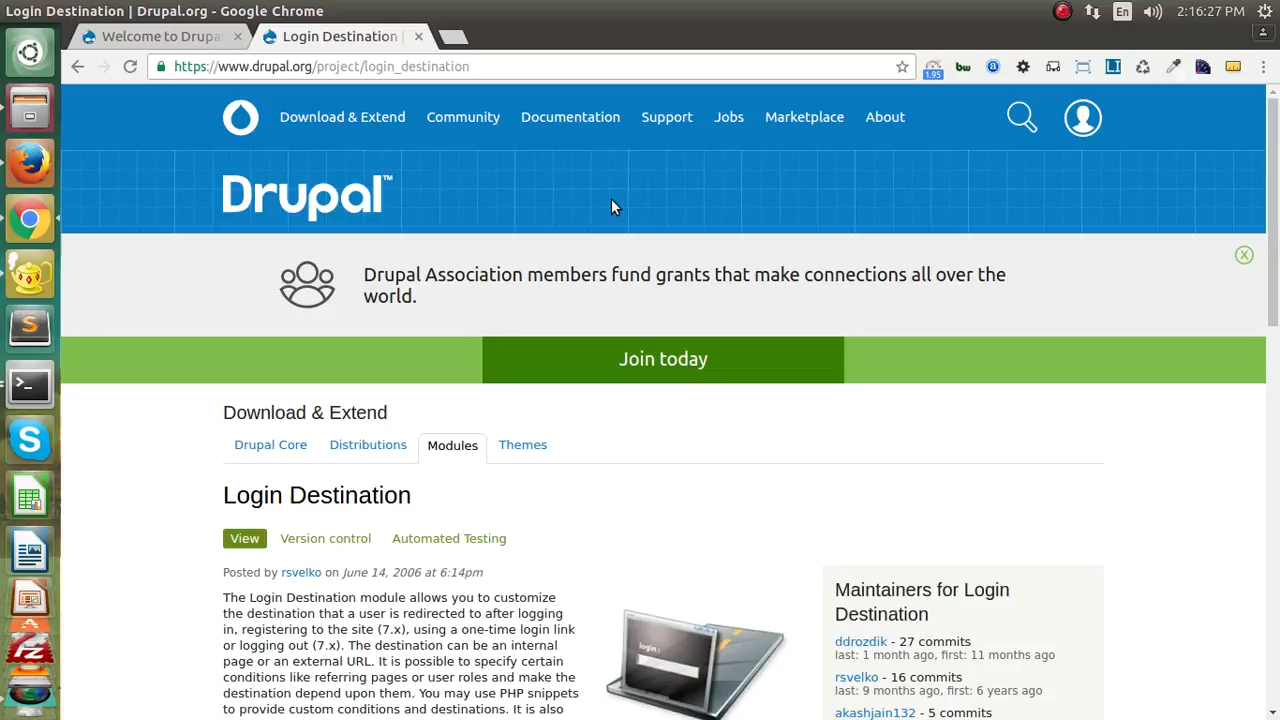 Login Destination | Drupal.org - Google Chrome
En
2:16:27 PM
Welcome to Drupa
Login Destination |
https://www.drupal.org/project/login_destination
1.95
Download & Extend
Community
Documentation
Support
Jobs
Marketplace
About
Drupal™
Drupal Association members fund grants that make connections all over the
world.
Join today
Download & Extend
Drupal Core
Distributions
Modules
Themes
Login Destination
View
Version control
Automated Testing
Posted by rsvelko on June 14, 2006 at 6:14pm
The Login Destination module allows you to customize
the destination that a user is redirected to after logging
in, registering to the site (7.x), using a one-time login link
or logging out (7.x). The destination can be an internal
page or an external URL. It is possible to specify certain
conditions like referring pages or user roles and make the
destination depend upon them. You may use PHP snippets
to provide custom conditions and destinations. It is also
login:
Maintainers for Login
Destination
ddrozdik - 27 commits
last: 1 month ago, first: 11 months ago
rsvelko - 16 commits
last: 9 months ago, first: 6 years ago
akashjain132 - 5 commits